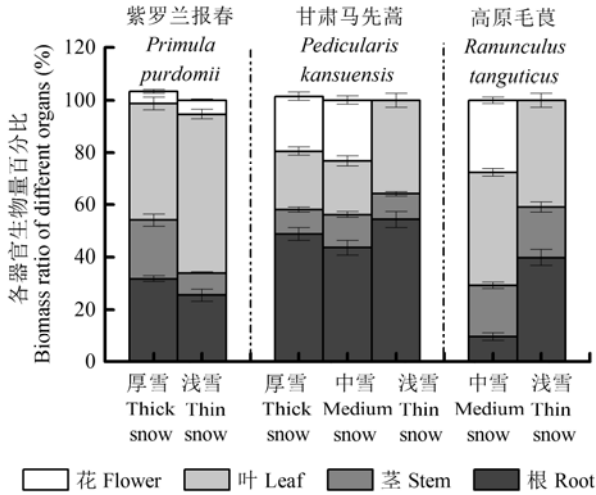 紫罗兰报春 甘肃马先蒿 高原毛茛
Primula Pedicularis Ranunculus
purdomii kansuensis tanguticus
各器官生物量百分比
Biomass ratio of different organs (%)
120
100
80
60
40
20
0
厚雪 浅雪 厚雪 中雪 浅雪 中雪 浅雪
Thick Thin Thick Medium Thin Medium Thin
snow snow snow snow snow snow snow
花 Flower 叶 Leaf 茎 Stem 根 Root